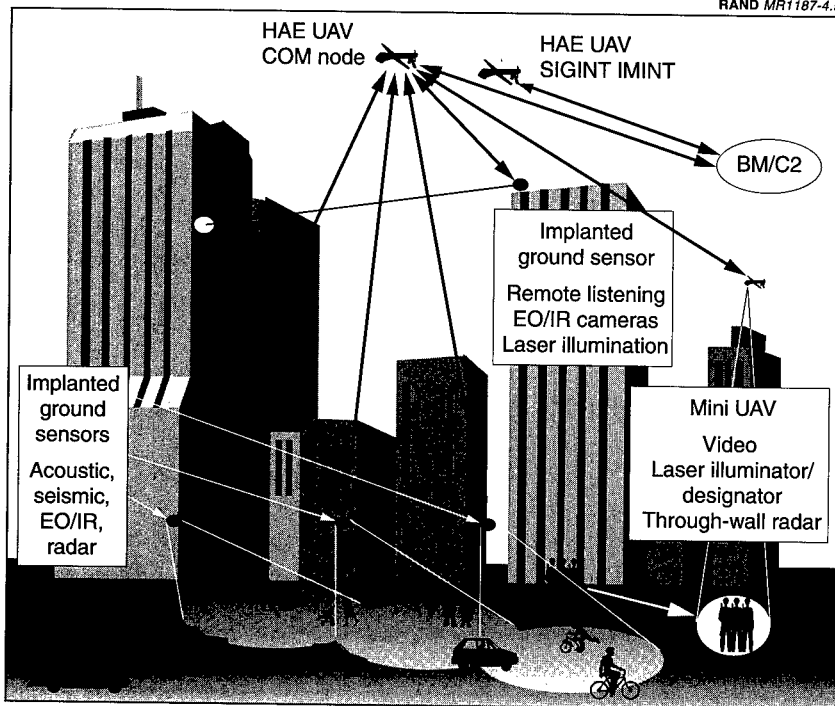 RAND MR1187-4.
HAE UAV
COM node
HAE UAV
SIGINT IMINT
BM/C2
Implanted
ground sensor
Remote listening
EO/IR cameras
Laser illumination
Implanted
ground
sensors
Acoustic,
seismic,
EO/IR,
radar
Mini UAV
Video
Laser illuminator/
designator
Through-wall radar